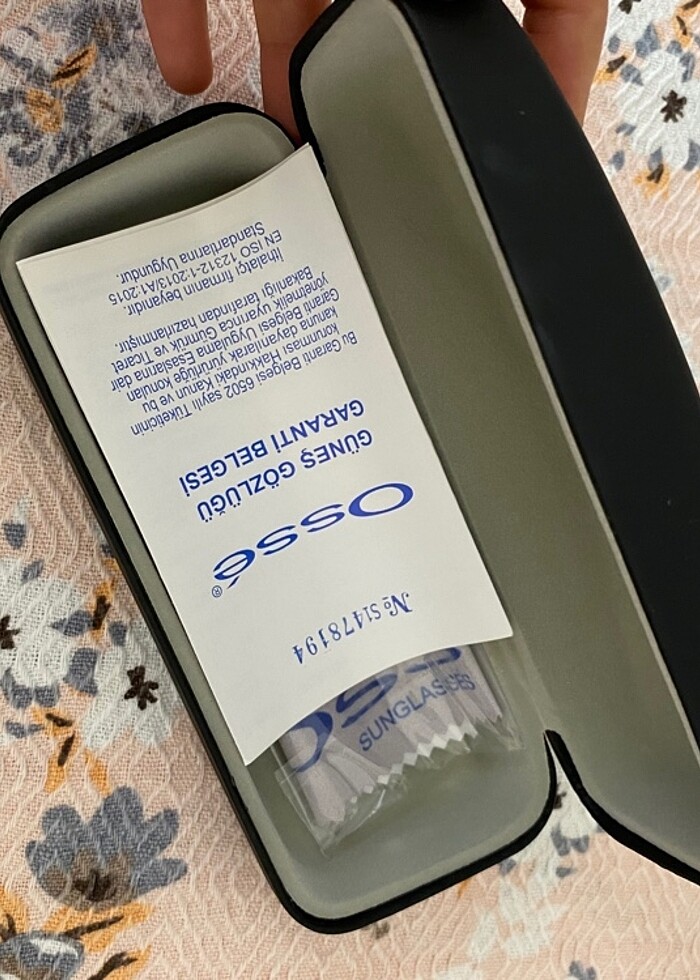 № S1478194
Ossé®
GÜNEŞ GÖZLÜĞÜ
GARANTİ BELGESİ
Bu Garanti Belgesi 6502 sayılı Tüketicinin
korunması Hakkındaki Kanun ve bu
kanuna dayanılarak yürürlüğe konulan
Garanti Belgesi Uygulama Esaslarına dair
yönetmelik uyarınca Gümrük ve Ticaret
Bakanlığı tarafından hazırlanmıştır.
İthalatçı firmanın beyanıdır.
EN ISO 12312-1:2013/A1:2015
Standartlarına Uygundur.
SUNGLASSES